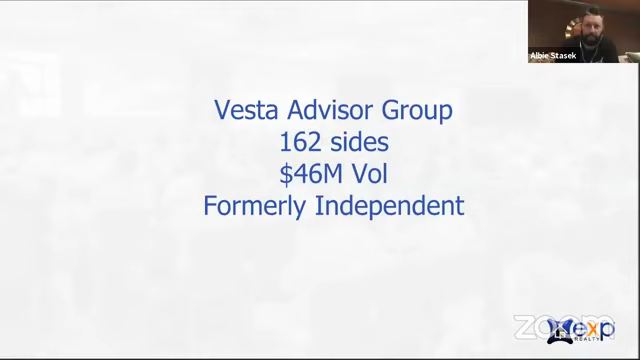 Albie Stasek
Vesta Advisor Group
162 sides
$46M Vol
Formerly Independent
exp
REALTY
zoom